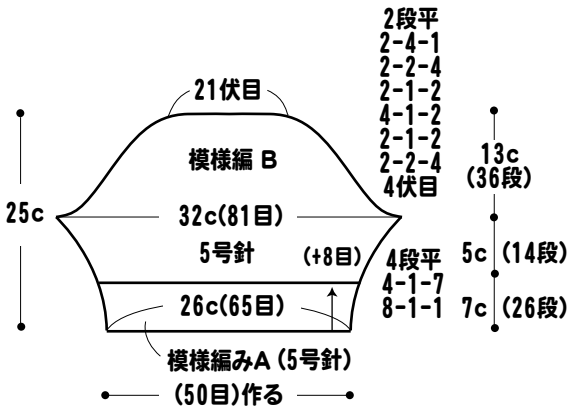 2段平
2-4-1
2-2-4
2-1-2
4-1-2
2-1-2
2-2-4
4伏目
21伏目
模様編 B
13c
(36段)
25c
32c(81目)
5号針
(+8目)
4段平
4-1-7
8-1-1
5c (14段)
26c(65目)
7c (26段)
模様編みA (5号針)
(50目)作る